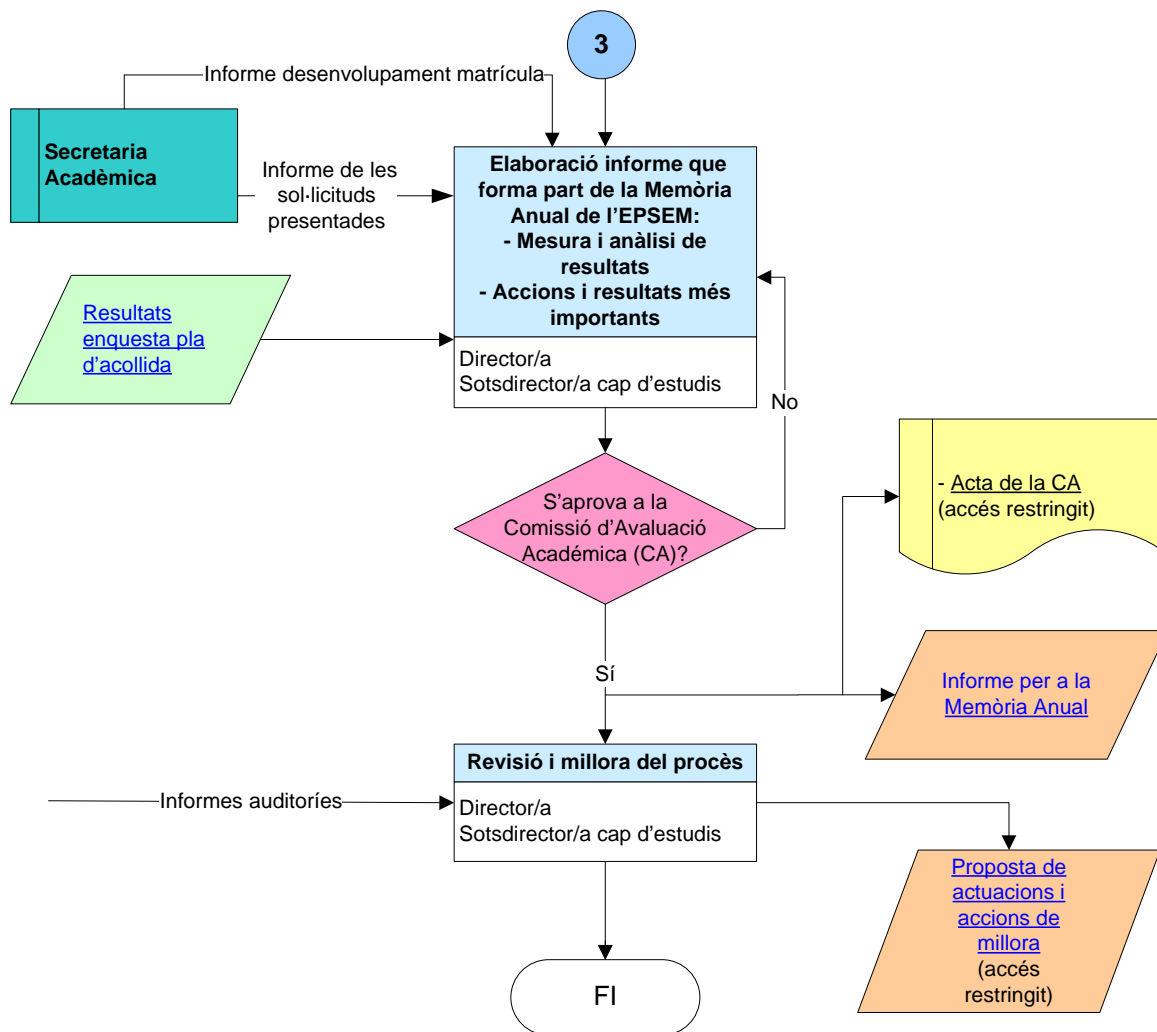 3
Informe desenvolupament matrícula
Secretaria
Acadèmica
Informe de les
sol·licituds
presentades
Elaboració informe que
forma part de la Memòria
Anual de l’EPSEM:
- Mesura i anàlisi de
resultats
- Accions i resultats més
importants
Director/a
Sotsdirector/a cap d’estudis
Resultats
enquesta pla
d’acollida
No
S’aprova a la
Comissió d’Avaluació
Académica (CA)?
- Acta de la CA
(accés restringit)
Sí
Informe per a la
Memòria Anual
Revisió i millora del procès
Director/a
Sotsdirector/a cap d’estudis
Informes auditoríes
Proposta de
actuacions i
accions de
millora
(accés
restringit)
FI